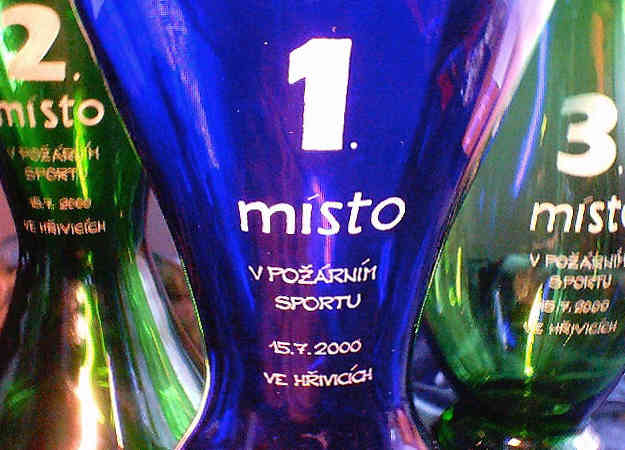 2.
místo
V POŽÁRNÍM
SPORTU
15.7. 2000
VE HŘIVICÍCH
1.
místo
V POŽÁRNÍM
SPORTU
15.7.2000
VE HŘIVICÍCH
3.
místo
V POŽÁRNÍM
SPORTU
15.7. 2000
VE HŘIVICÍCH